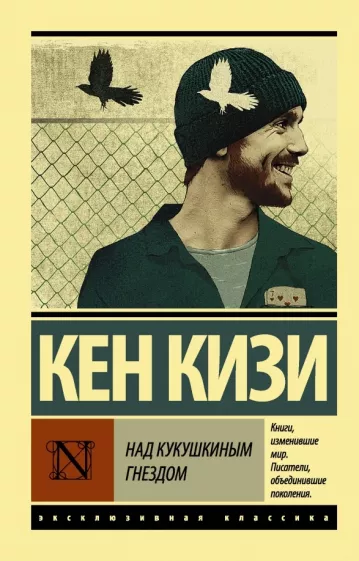 КЕН КИЗИ
N
НАД КУКУШКИНЫМ
ГНЕЗДОМ
Книги,
изменившие
мир.
Писатели,
объединившие
поколения.
эксклюзивная классика